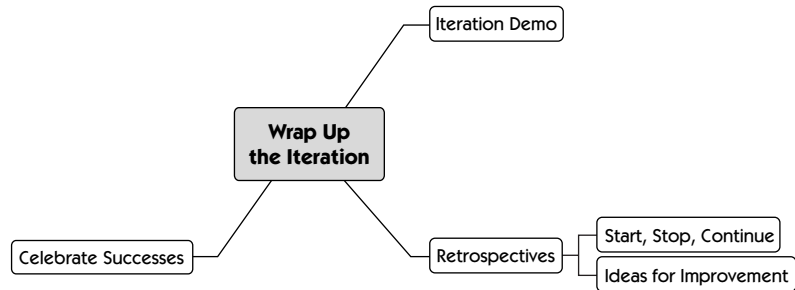 Iteration Demo
Wrap Up
the Iteration
Celebrate Successes
Retrospectives
Start, Stop, Continue
Ideas for Improvement